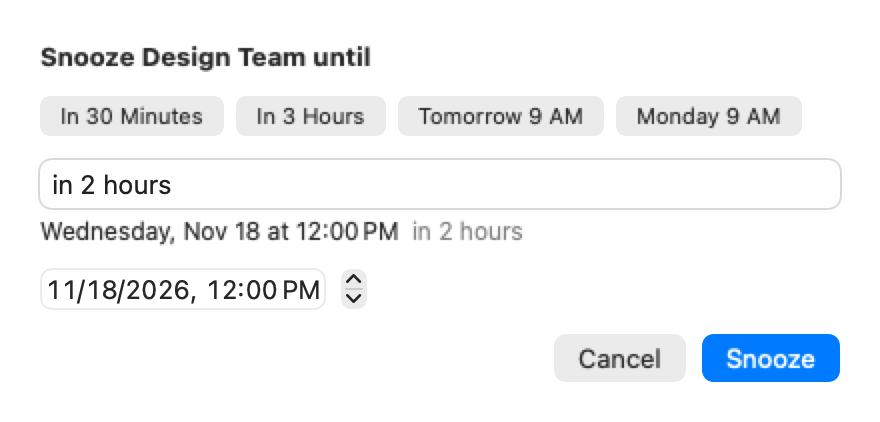 Snooze Design Team until
In 30 Minutes In 3 Hours Tomorrow 9 AM Monday 9 AM
in 2 hours
Wednesday, Nov 18 at 12:00 PM in 2 hours
11/18/2026, 12:00 PM
Cancel Snooze